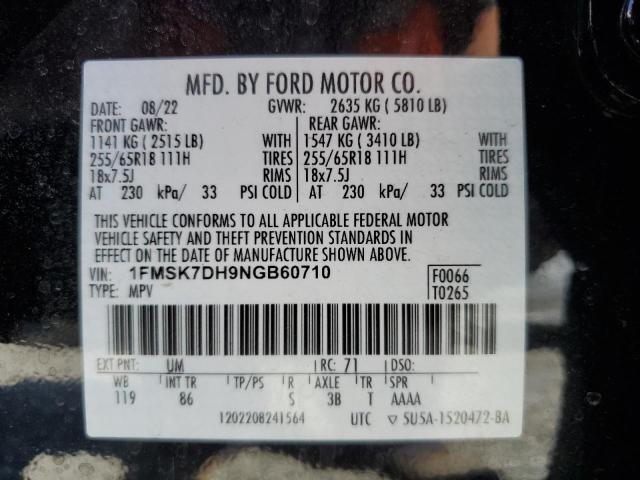 MFD. BY FORD MOTOR CO.
DATE: 08/22 GVWR: 2635 KG ( 5810 LB)
FRONT GAWR: REAR GAWR:
1141 KG ( 2515 LB) WITH 1547 KG ( 3410 LB) WITH
255/65R18 111H TIRES 255/65R18 111H TIRES
18x7.5J RIMS 18x7.5J RIMS
AT 230 kPa/ 33 PSI COLD AT 230 kPa/ 33 PSI COLD
THIS VEHICLE CONFORMS TO ALL APPLICABLE FEDERAL MOTOR
VEHICLE SAFETY AND THEFT PREVENTION STANDARDS IN
EFFECT ON THE DATE OF MANUFACTURE SHOWN ABOVE.
VIN: 1FMSK7DH9NGB60710 F0066
TYPE: MPV T0265
EXT PNT: UM RC: 71 DSO:
WB INT TR TP/PS R AXLE TR SPR
119 86 S 3B T AAAA
1202208241564 UTC 5U5A-1520472-BA